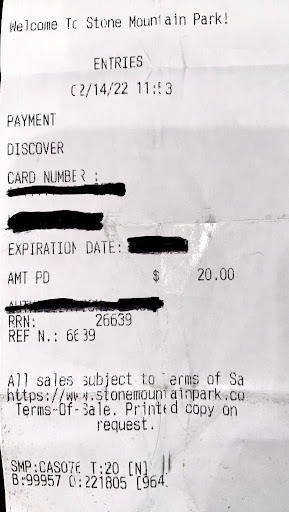 Welcome To Stone Mountain Park!
ENTRIES
02/14/22 11:53
PAYMENT
DISCOVER
CARD NUMBER :
EXPIRATION DATE:
AMT PD $ 20.00
RRN: 26639
REF N.: 6639
All sales subject to Terms of Sa
https://www.stonemountainpark.co
Terms-Of-Sale. Printed copy on
request.
SMP:CAS076 T:20 [N]
B:99957 O:221805 [964